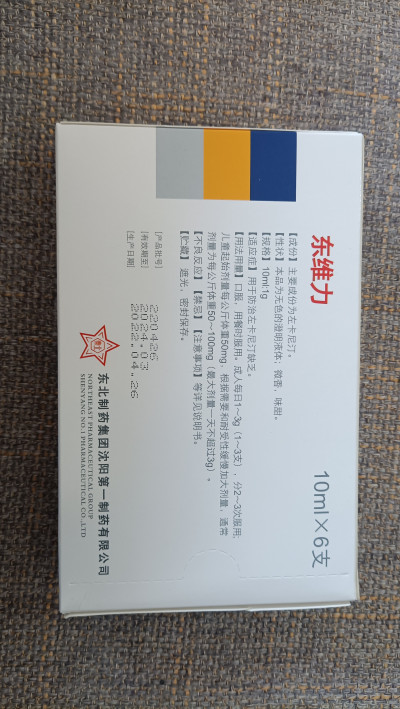 东维力
10ml×6支
【成份】主要成份为左卡尼汀。
【性状】本品为无色的澄明液体；微香，味甜。
【规格】10ml:1g
【适应症】用于防治左卡尼汀缺乏。
【用法用量】口服，用餐时服用。成人每日1~3g（1~3支），分2~3次服用；
儿童起始剂量每公斤体重50mg，根据需要和耐受性缓慢加大剂量，通常
剂量为每公斤体重50~100mg（最大剂量一天不超过3g）。
【不良反应】【禁忌】【注意事项】等详见说明书。
【贮藏】遮光，密封保存。
[产品批号] 220426
[有效期至] 2024.03
[生产日期] 2022.04.26
东北制药集团沈阳第一制药有限公司
NORTHEAST PHARMACEUTICAL GROUP
SHENYANG NO.1 PHARMACEUTICAL CO.,LTD